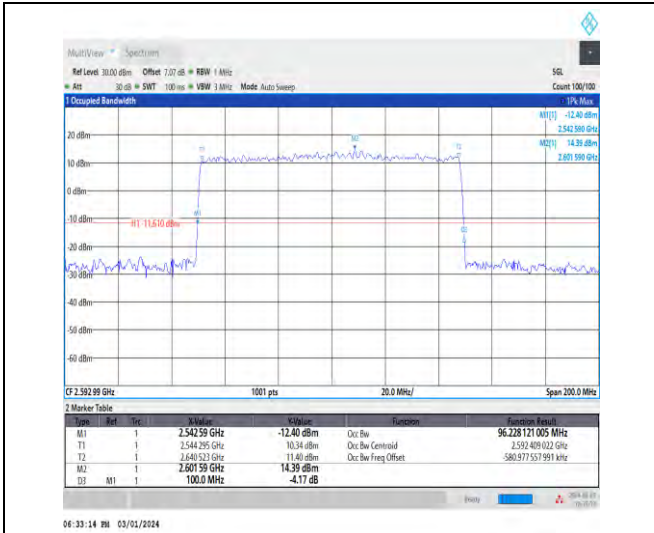 MultiView Spectrum
Ref Level 30.00 dBm Offset 7.07 dB RBW 1 MHz SGL
Att 30 dB SWT 100 ms VBW 3 MHz Mode Auto Sweep Count 100/100
1 Occupied Bandwidth 1Pk Max
M1[1] -12.40 dBm
2.542 590 GHz
M2[1] 14.39 dBm
2.601 590 GHz
20 dBm
M2
T1
T2
10 dBm
0 dBm
-10 dBm
M1
H1 -11.610 dBm
D3
-20 dBm
-30 dBm
-40 dBm
-50 dBm
-60 dBm
CF 2.592 99 GHz 1001 pts 20.0 MHz/ Span 200.0 MHz
2 Marker Table
Type Ref Trc X-Value Y-Value Function Function Result
M1 1 2.542 59 GHz -12.40 dBm Occ Bw 96.228 121 005 MHz
T1 1 2.544 295 GHz 10.34 dBm Occ Bw Centroid 2.592 409 022 GHz
T2 1 2.640 523 GHz 11.40 dBm Occ Bw Freq Offset -580.977 557 991 kHz
M2 1 2.601 59 GHz 14.39 dBm
D3 M1 1 100.0 MHz -4.17 dB
Ready
06:33:14 PM 03/01/2024